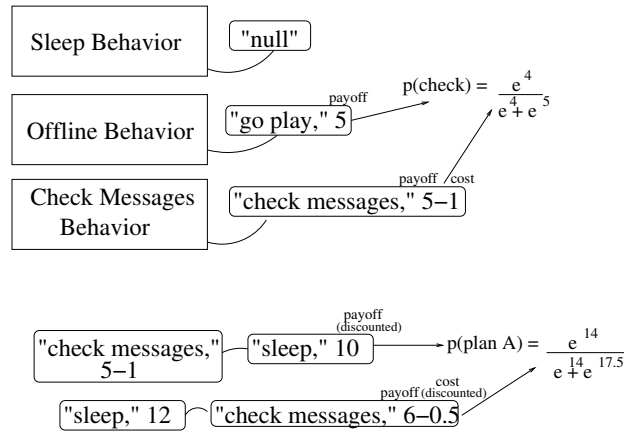 Sleep Behavior
"null"
Offline Behavior
payoff
"go play," 5
p(check) = e^4 / e^4 + e^5
Check Messages
Behavior
payoff cost
"check messages," 5−1
"check messages,"
5−1
payoff
(discounted)
"sleep," 10
p(plan A) = e^14 / e^14 + e^17.5
"sleep," 12
cost
payoff (discounted)
"check messages," 6−0.5